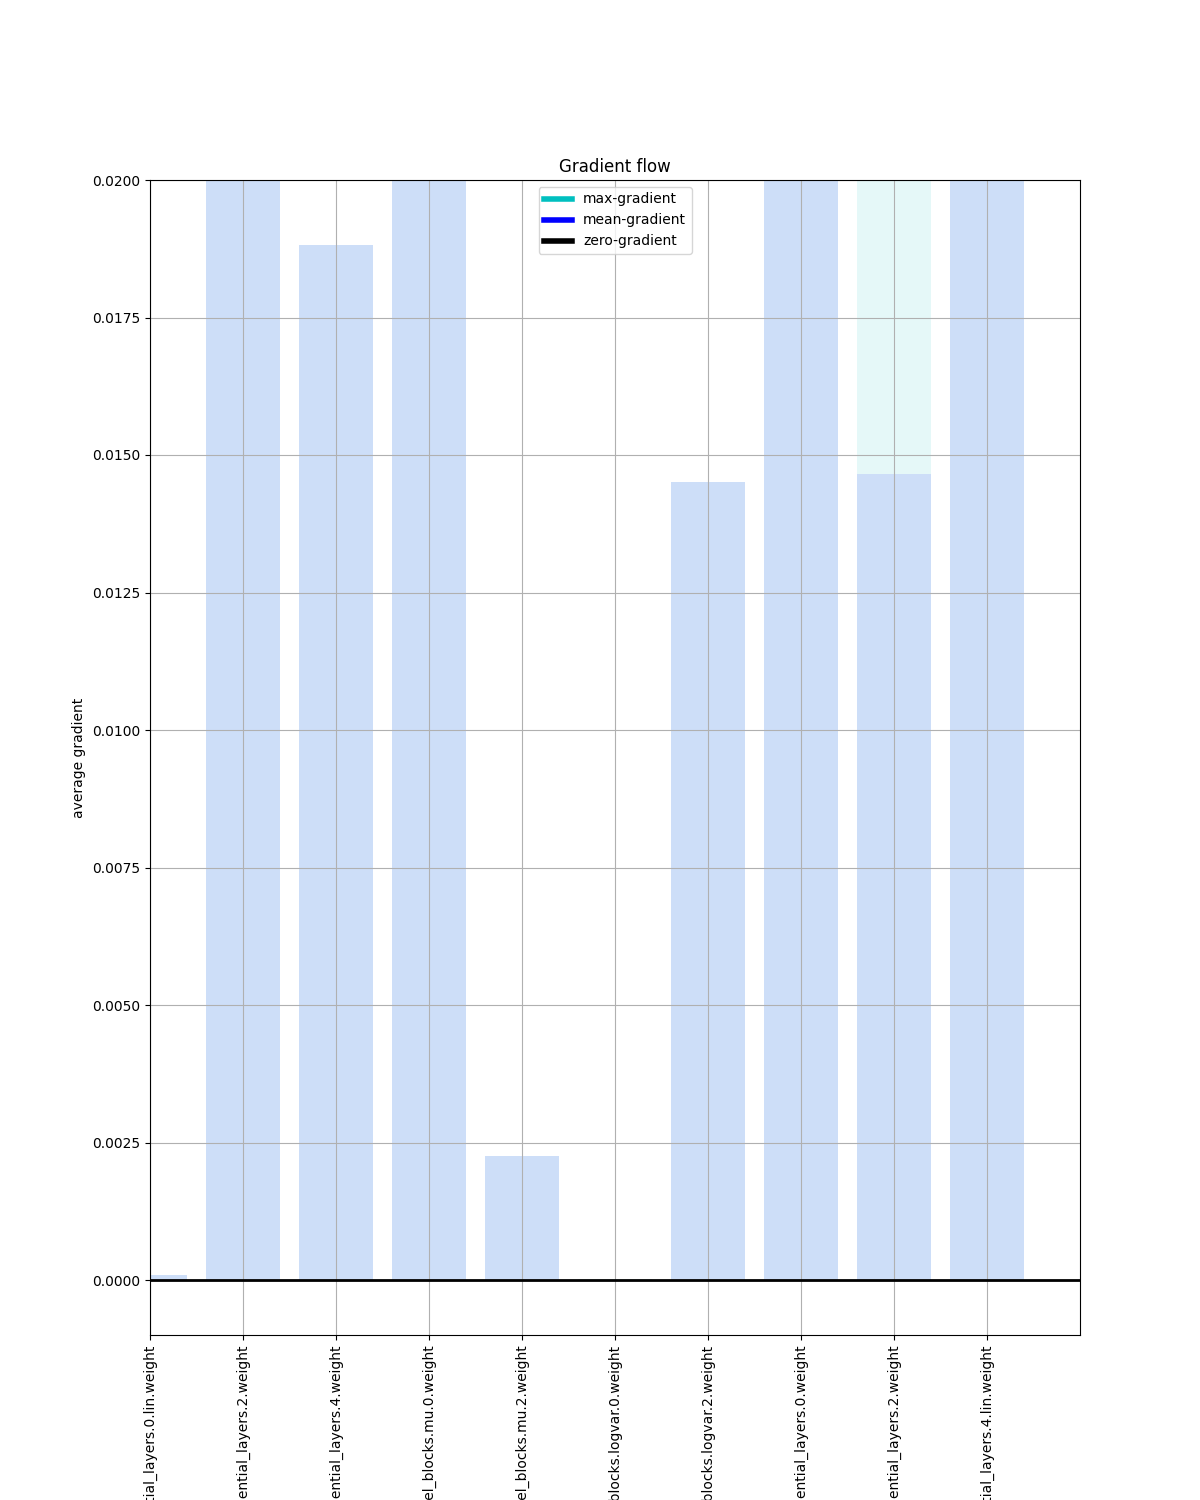 Gradient flow
max-gradient
mean-gradient
zero-gradient
average gradient
0.0200
0.0175
0.0150
0.0125
0.0100
0.0075
0.0050
0.0025
0.0000
tial_layers.0.lin.weight
ential_layers.2.weight
ential_layers.4.weight
el_blocks.mu.0.weight
el_blocks.mu.2.weight
blocks.logvar.0.weight
blocks.logvar.2.weight
ential_layers.0.weight
ential_layers.2.weight
tial_layers.4.lin.weight